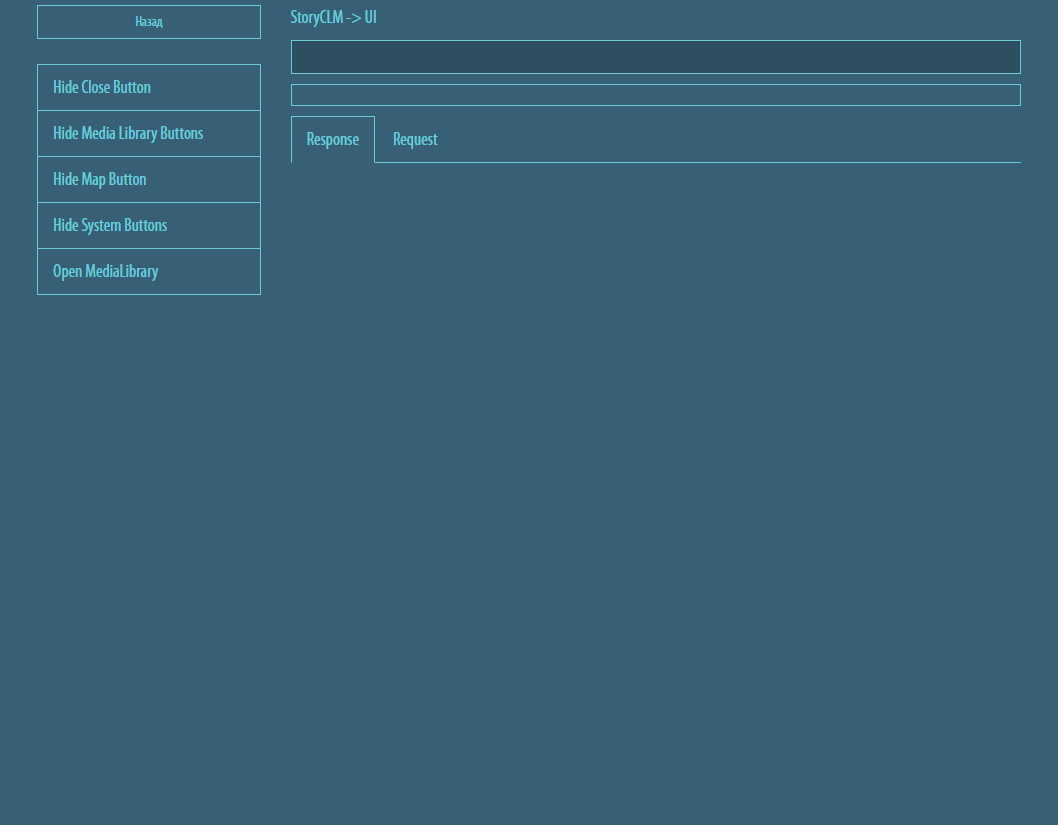 Назад
Hide Close Button
Hide Media Library Buttons
Hide Map Button
Hide System Buttons
Open MediaLibrary
StoryCLM -> UI
Response
Request